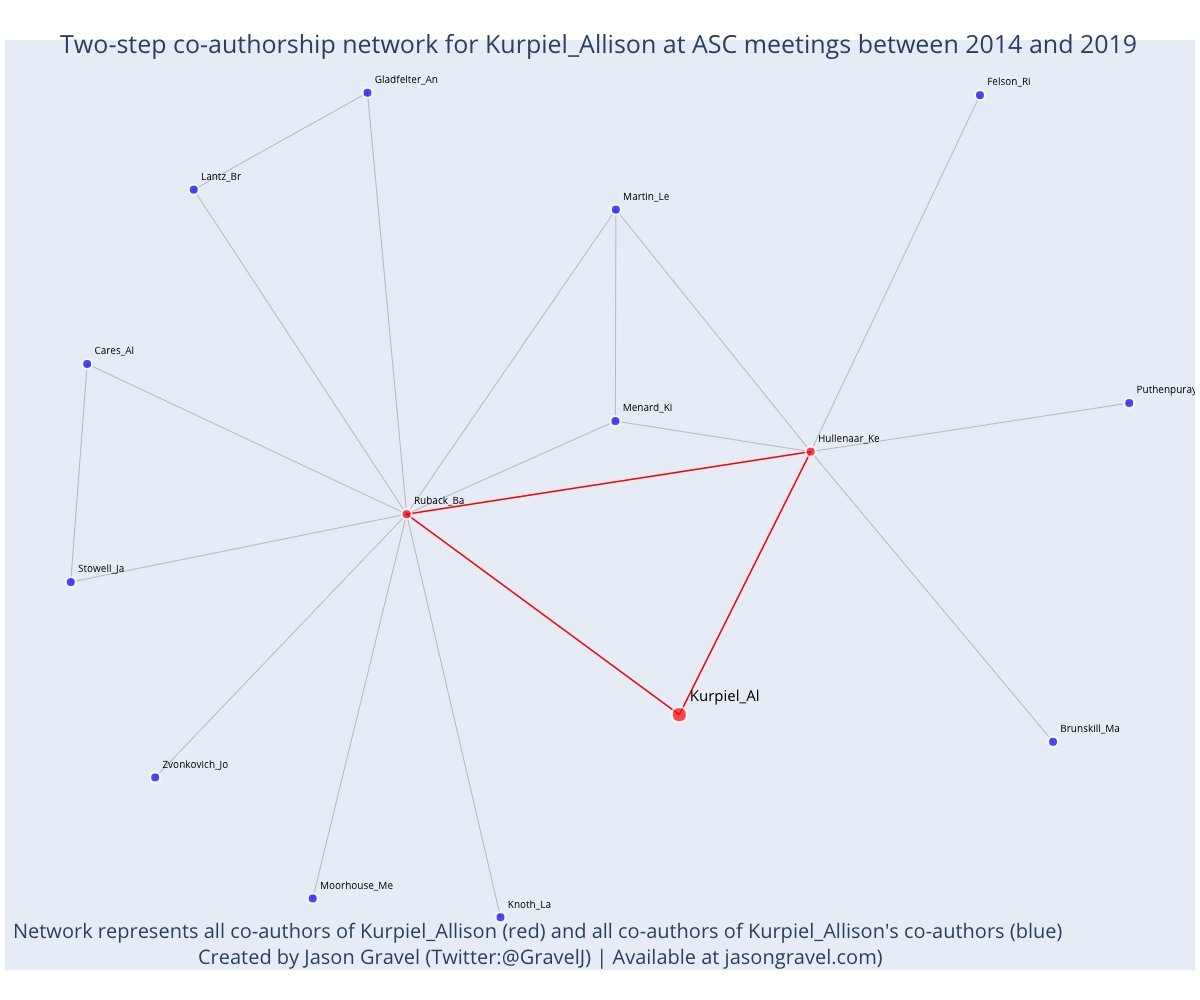 Two-step co-authorship network for Kurpiel_Allison at ASC meetings between 2014 and 2019
Gladfelter_An
Felson_Ri
Lantz_Br
Martin_Le
Cares_Al
Puthenpuray
Menard_Ki
Hullenaar_Ke
Ruback_Ba
Stowell_Ja
Kurpiel_Al
Brunskill_Ma
Zvonkovich_Jo
Moorhouse_Me
Knoth_La
Network represents all co-authors of Kurpiel_Allison (red) and all co-authors of Kurpiel_Allison's co-authors (blue)
Created by Jason Gravel (Twitter:@GravelJ) | Available at jasongravel.com)